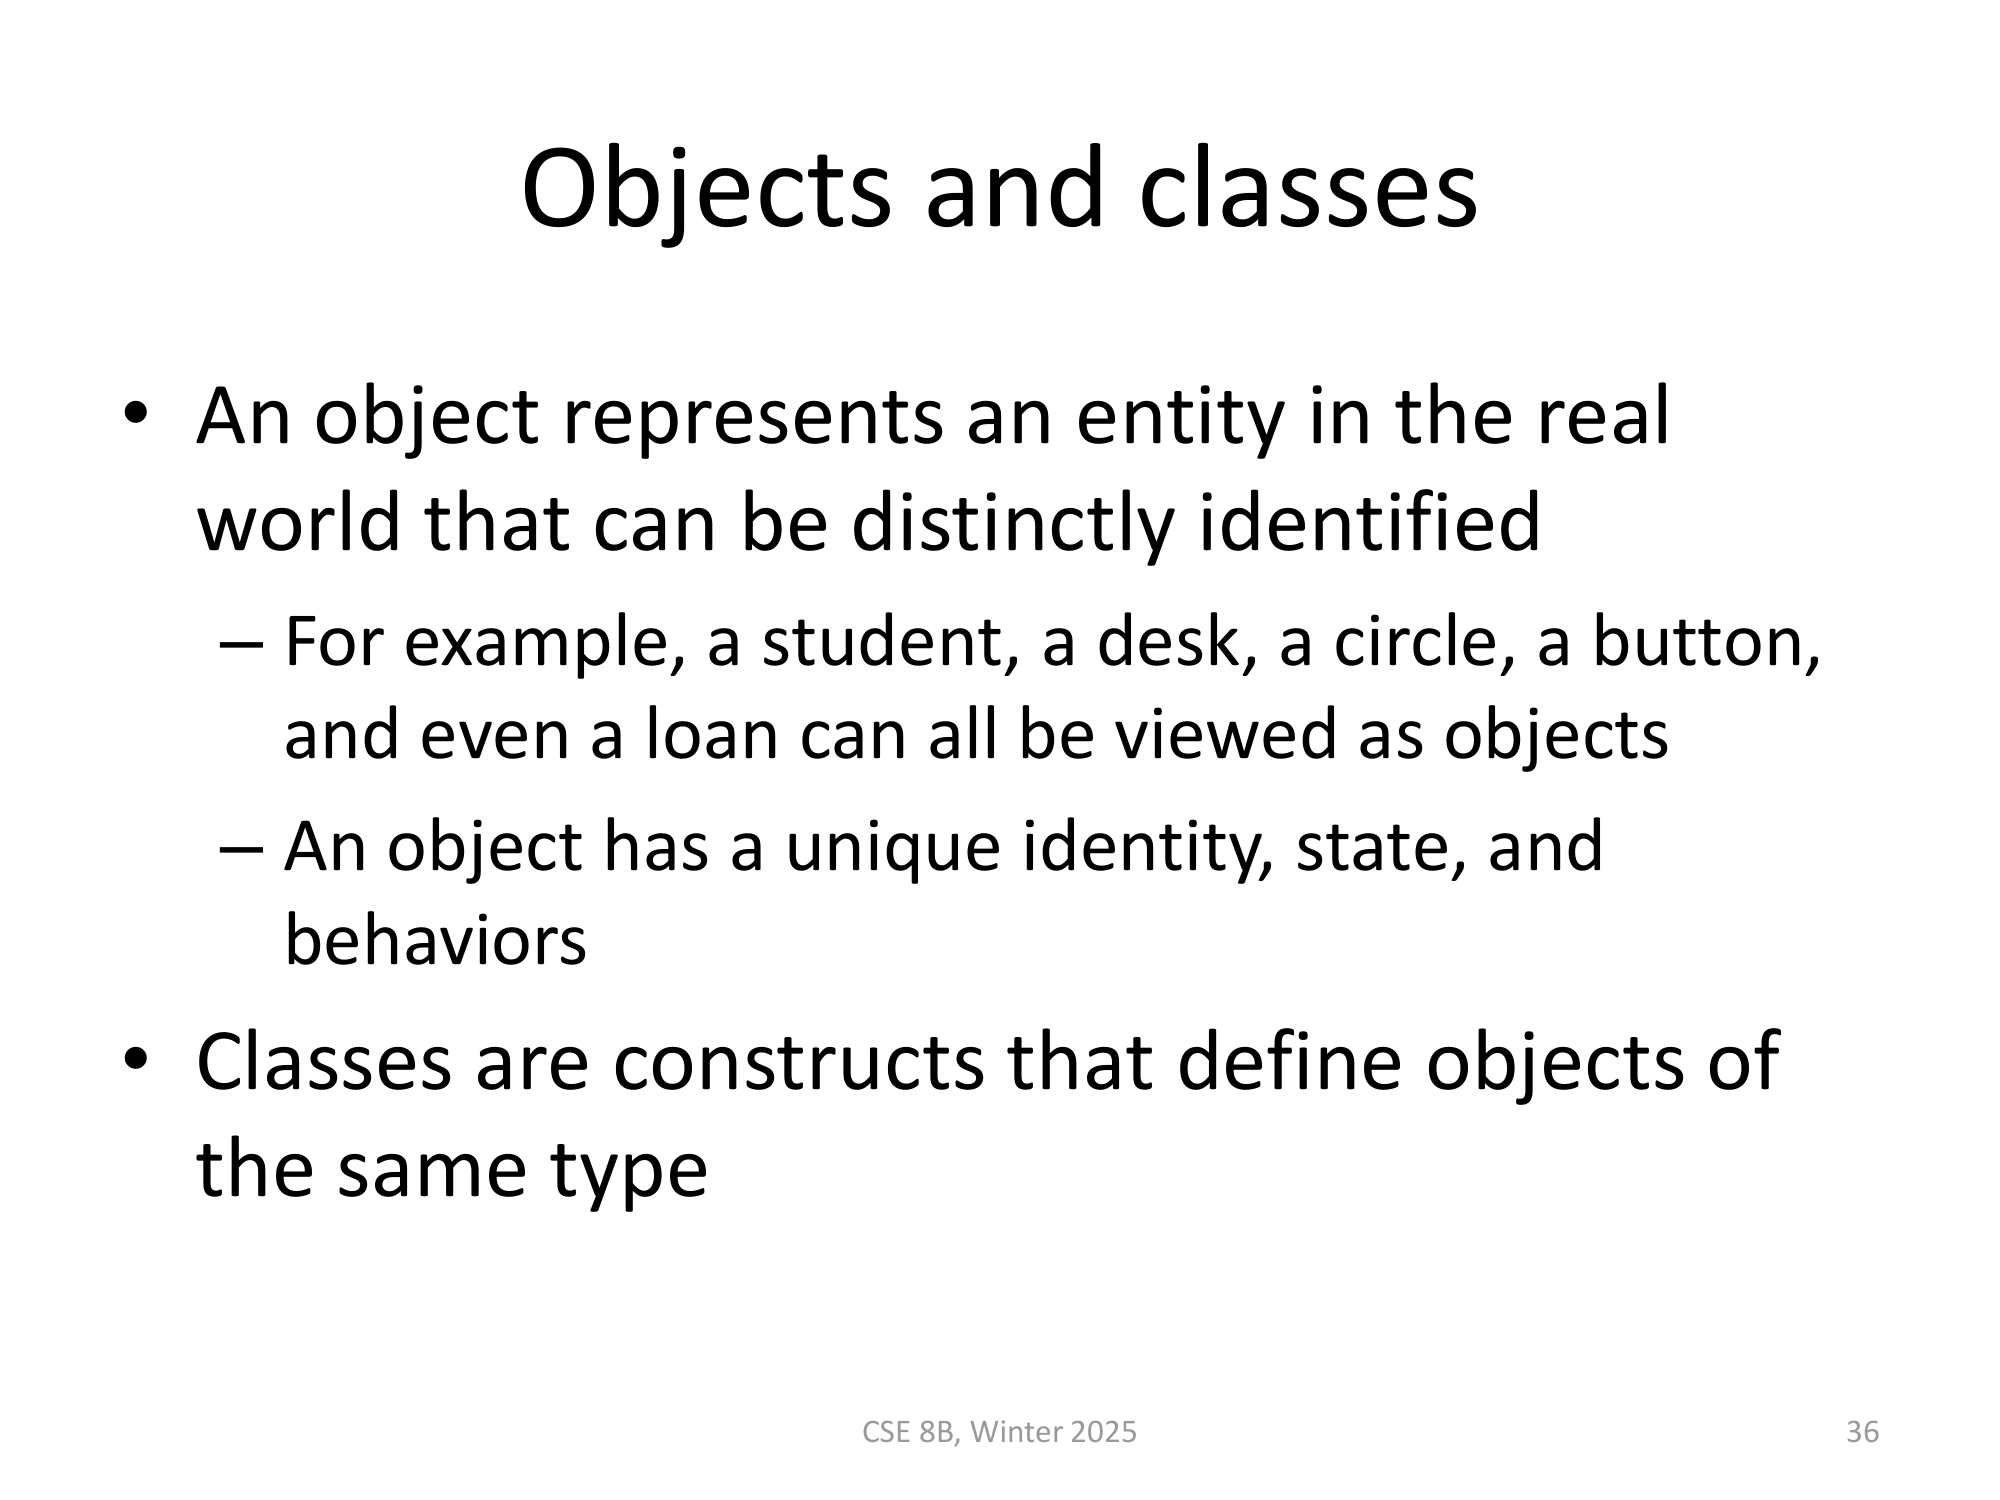 Objects and classes
• An object represents an entity in the real
world that can be distinctly identified
– For example, a student, a desk, a circle, a button,
and even a loan can all be viewed as objects
– An object has a unique identity, state, and
behaviors
• Classes are constructs that define objects of
the same type
CSE 8B, Winter 2025
36